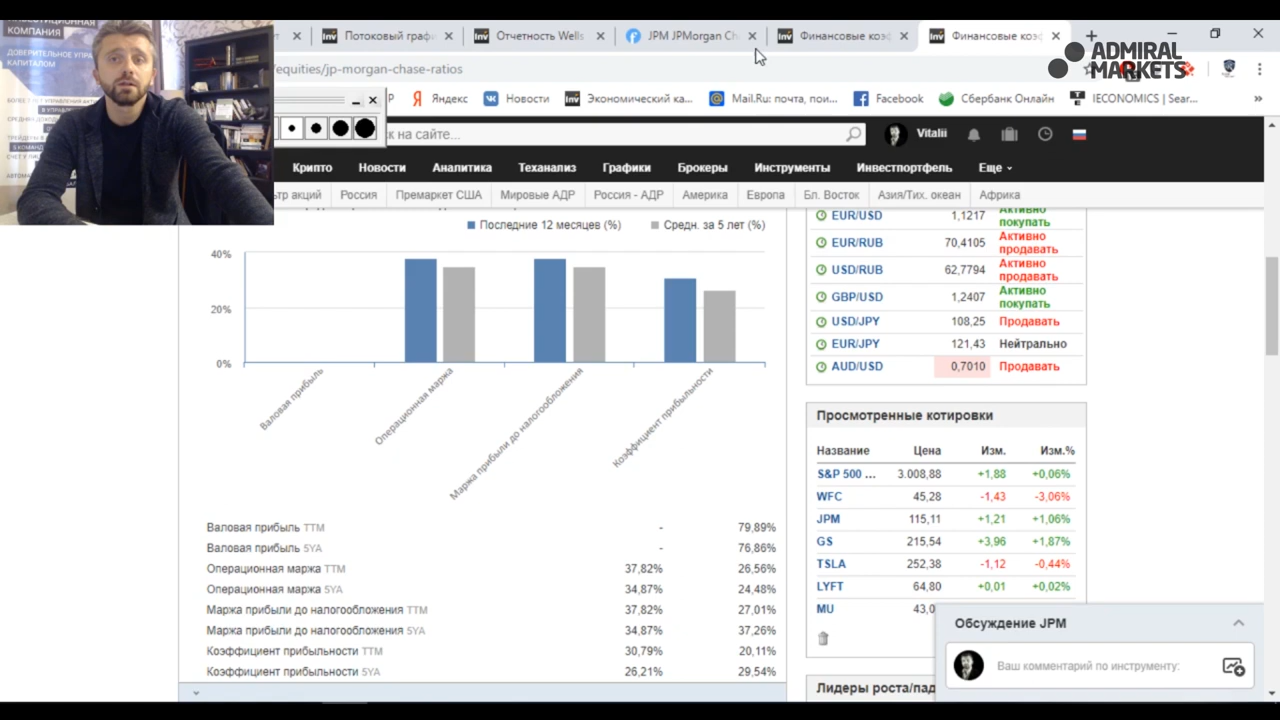 КОМПАНИЯ
ДОВЕРИТЕЛЬНОЕ
КАПИТАЛОМ
Потоковый граф
Отчетность Wells
JPM JPMorgan Ch
Финансовые коэ
Финансовые коэ
ADMIRAL
MARKETS
/equities/jp-morgan-chase-ratios
Яндекс
Новости
Экономический ка...
Mail.Ru: почта, пои...
Facebook
Сбербанк Онлайн
IECONOMICS | Sear...
к на сайте...
Vitalii
Крипто Новости Аналитика Теханализ Графики Брокеры Инструменты Инвестпортфель Еще
тр акций Россия Премаркет США Мировые АДР Россия - АДР Америка Европа Бл. Восток Азия/Тих. океан Африка
Последние 12 месяцев (%) Средн. за 5 лет (%)
40%
20%
0%
Валовая прибыль
Операционная маржа
Маржа прибыли до налогообложения
Коэффициент прибыльности
Валовая прибыль TTM - 79,89%
Валовая прибыль 5YA - 76,86%
Операционная маржа TTM 37,82% 26,56%
Операционная маржа 5YA 34,87% 24,48%
Маржа прибыли до налогообложения TTM 37,82% 27,01%
Маржа прибыли до налогообложения 5YA 34,87% 37,26%
Коэффициент прибыльности TTM 30,79% 20,11%
Коэффициент прибыльности 5YA 26,21% 29,54%
EUR/USD 1,1217 Активно покупать
EUR/RUB 70,4105 Активно продавать
USD/RUB 62,7794 Активно продавать
GBP/USD 1,2407 Активно покупать
USD/JPY 108,25 Продавать
EUR/JPY 121,43 Нейтрально
AUD/USD 0,7010 Продавать
Просмотренные котировки
Название Цена Изм. Изм.%
S&P 500 ... 3.008,88 +1,88 +0,06%
WFC 45,28 -1,43 -3,06%
JPM 115,11 +1,21 +1,06%
GS 215,54 +3,96 +1,87%
TSLA 252,38 -1,12 -0,44%
LYFT 64,80 +0,01 +0,02%
MU 43,0
Обсуждение JPM
Ваш комментарий по инструменту:
Лидеры роста/пад